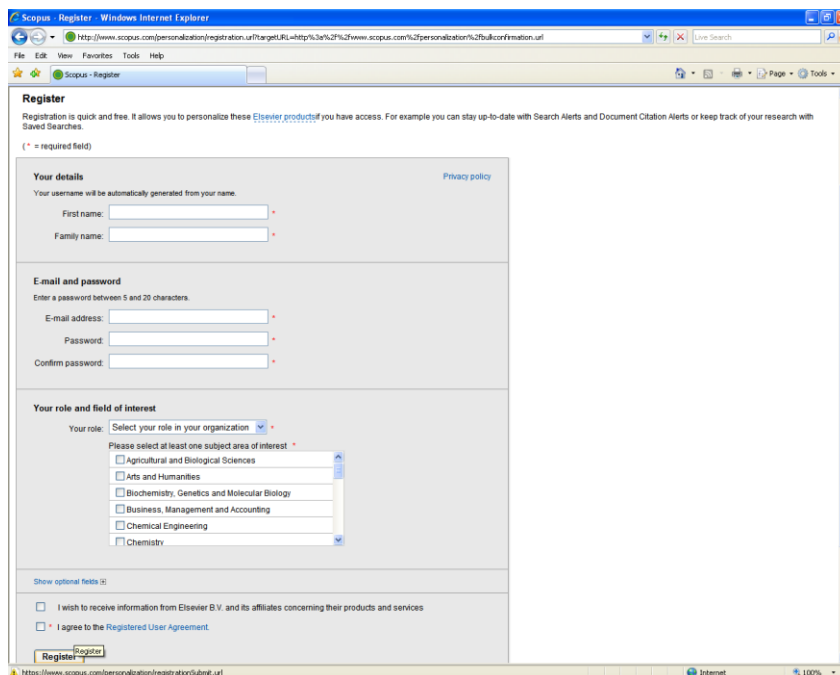 Scopus - Register - Windows Internet Explorer
http://www.scopus.com/personalization/registration.url?targetURL=http%3a%2f%2fwww.scopus.com%2fpersonalization%2fbulkconfirmation.url
Live Search
File Edit View Favorites Tools Help
Scopus - Register
Page Tools
Register
Registration is quick and free. It allows you to personalize these Elsevier productsif you have access. For example you can stay up-to-date with Search Alerts and Document Citation Alerts or keep track of your research with
Saved Searches.
(* = required field)
Your details Privacy policy
Your username will be automatically generated from your name.
First name: *
Family name: *
E-mail and password
Enter a password between 5 and 20 characters.
E-mail address: *
Password: *
Confirm password: *
Your role and field of interest
Your role: Select your role in your organization *
Please select at least one subject area of interest *
Agricultural and Biological Sciences
Arts and Humanities
Biochemistry, Genetics and Molecular Biology
Business, Management and Accounting
Chemical Engineering
Chemistry
Show optional fields
I wish to receive information from Elsevier B.V. and its affiliates concerning their products and services
* I agree to the Registered User Agreement.
Register Register
https://www.scopus.com/personalization/registrationSubmit.url Internet 100%